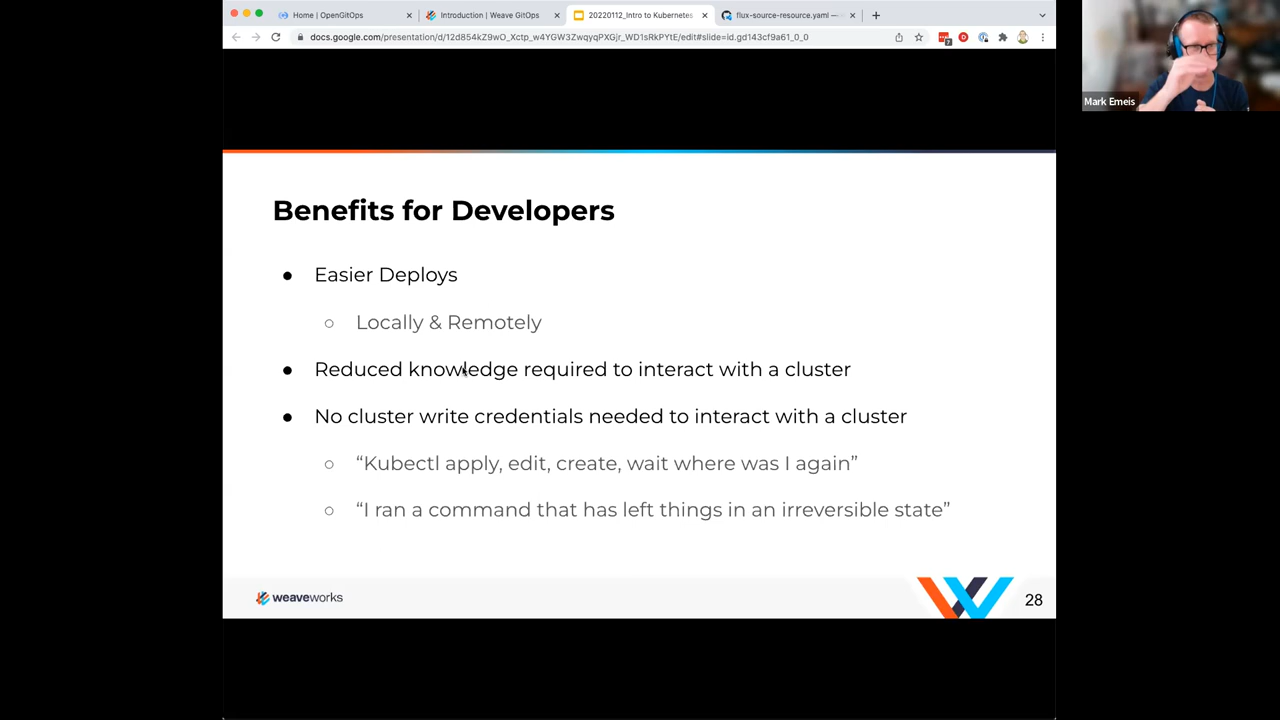 Home | OpenGitOps
Introduction | Weave GitOps
20220112_Intro to Kubernetes
flux-source-resource.yaml —
docs.google.com/presentation/d/12d854kZ9wO_Xctp_w4YGW3ZwqyqPXGjr_WD1sRkPYtE/edit#slide=id.gd143cf9a61_0_0
Mark Emeis
Benefits for Developers
● Easier Deploys
○ Locally & Remotely
● Reduced knowledge required to interact with a cluster
● No cluster write credentials needed to interact with a cluster
○ “Kubectl apply, edit, create, wait where was I again”
○ “I ran a command that has left things in an irreversible state”
weaveworks
28